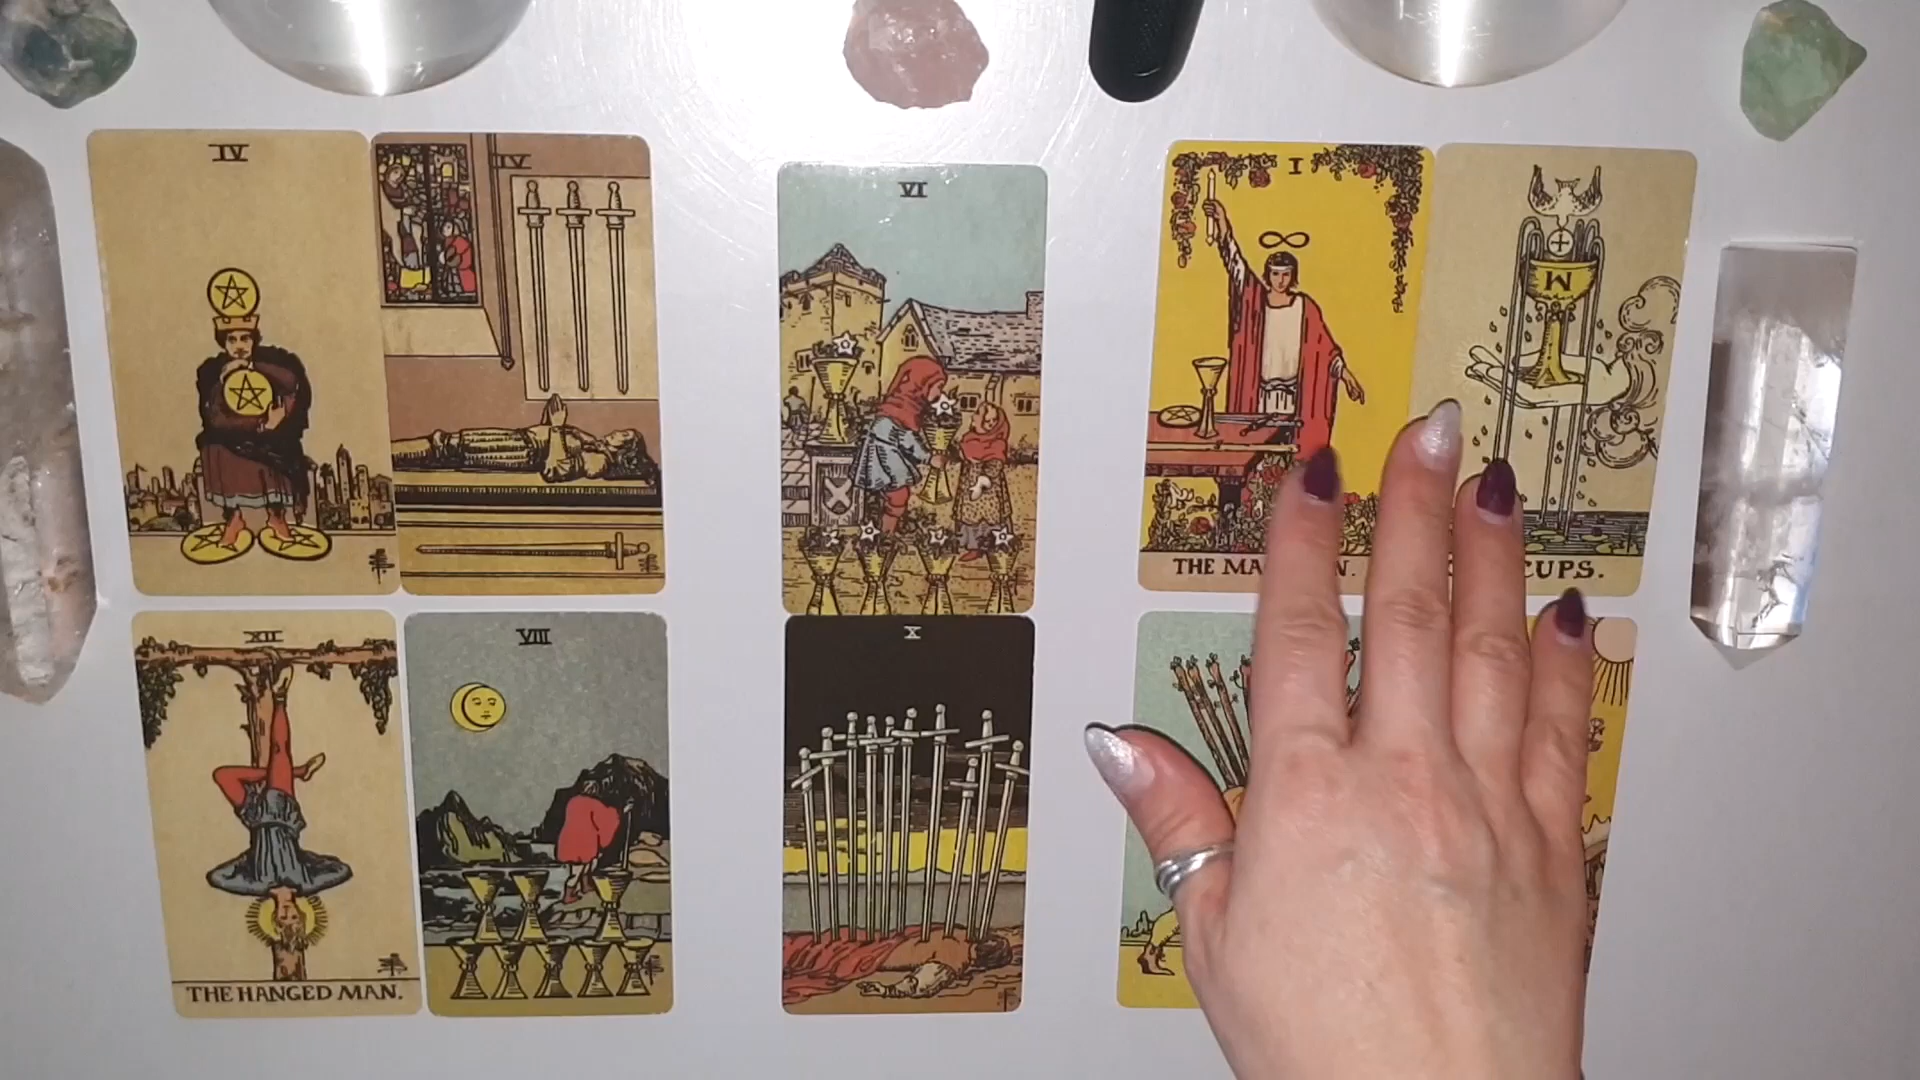 IV
IV
VI
I
THE MA
N.
CUPS.
XII
VIII
X
THE HANGED MAN.